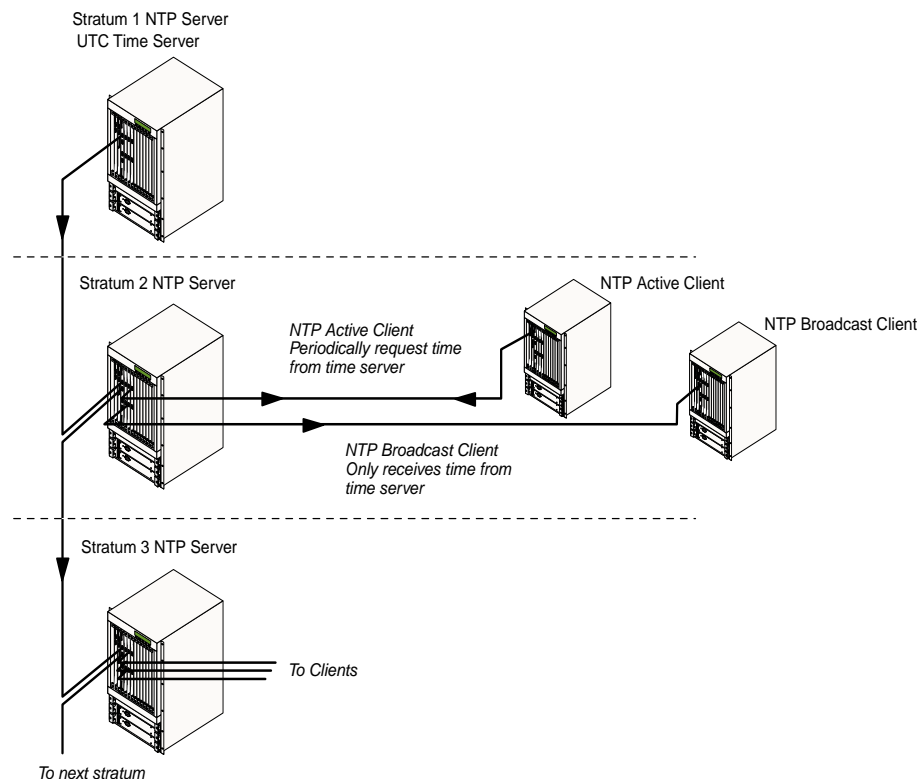 Stratum 1 NTP Server
UTC Time Server
Stratum 2 NTP Server
NTP Active Client
NTP Broadcast Client
NTP Active Client
Periodically request time
from time server
NTP Broadcast Client
Only receives time from
time server
Stratum 3 NTP Server
To Clients
To next stratum